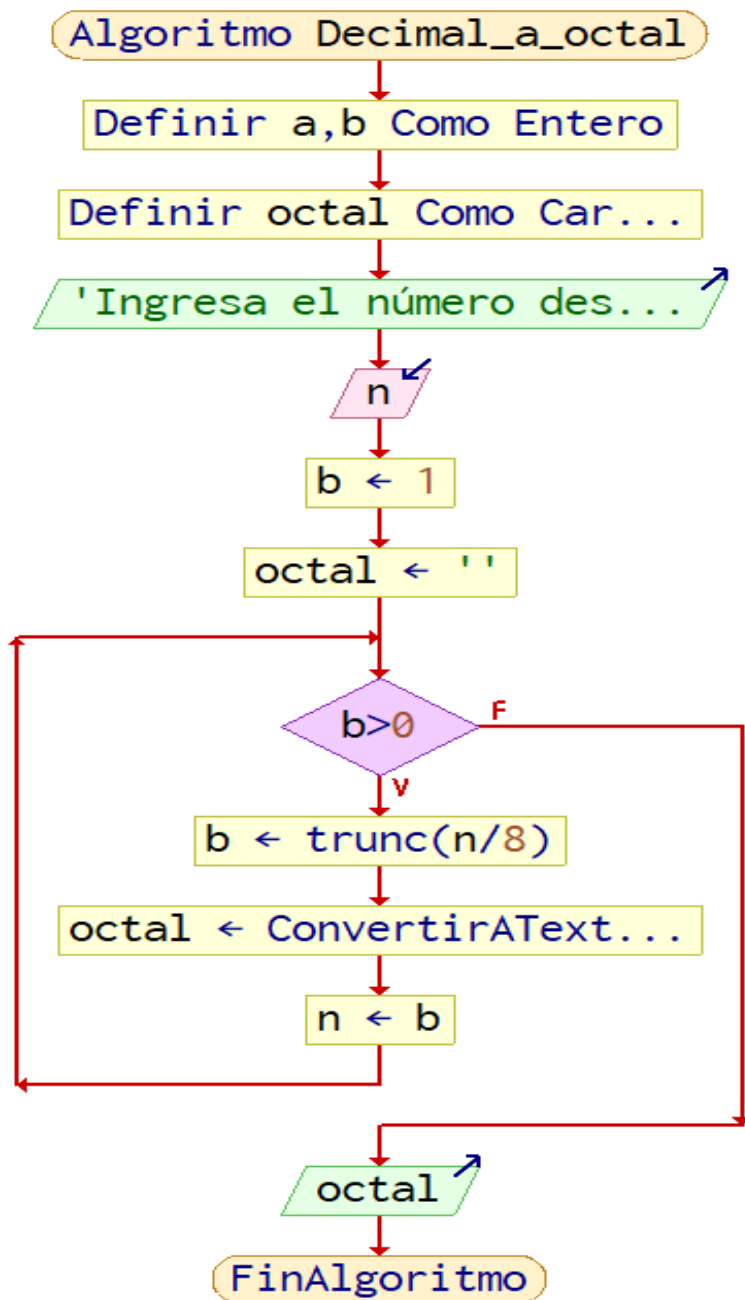 Algoritmo Decimal_a_octal
Definir a,b Como Entero
Definir octal Como Car...
'Ingresa el número des...
n
b ← 1
octal ← ''
b>0
F
V
b ← trunc(n/8)
octal ← ConvertirAText...
n ← b
octal
FinAlgoritmo